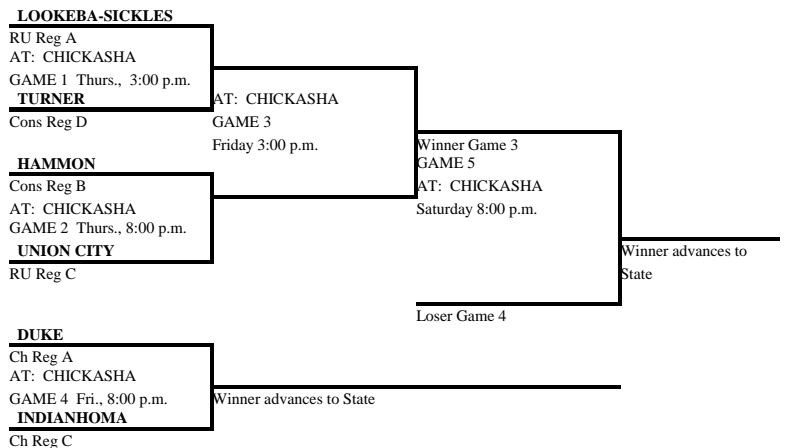 LOOKEBA-SICKLES
RU Reg A
AT: CHICKASHA
GAME 1 Thurs., 3:00 p.m.
TURNER
Cons Reg D
AT: CHICKASHA
GAME 3
Friday 3:00 p.m.
HAMMON
Cons Reg B
AT: CHICKASHA
GAME 2 Thurs., 8:00 p.m.
UNION CITY
RU Reg C
Winner Game 3
GAME 5
AT: CHICKASHA
Saturday 8:00 p.m.
Winner advances to
State
Loser Game 4
DUKE
Ch Reg A
AT: CHICKASHA
GAME 4 Fri., 8:00 p.m.
INDIANHOMA
Ch Reg C
Winner advances to State